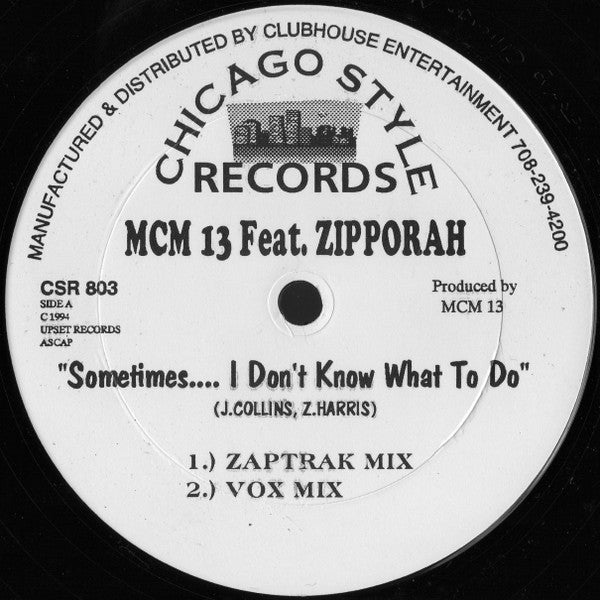 MANUFACTURED & DISTRIBUTED BY CLUBHOUSE ENTERTAINMENT 708-239-4200
CHICAGO STYLE
RECORDS
MCM 13 Feat. ZIPPORAH
CSR 803
SIDE A
C 1994
UPSET RECORDS
ASCAP
Produced by
MCM 13
"Sometimes.... I Don't Know What To Do"
(J.COLLINS, Z.HARRIS)
1.) ZAPTRAK MIX
2.) VOX MIX